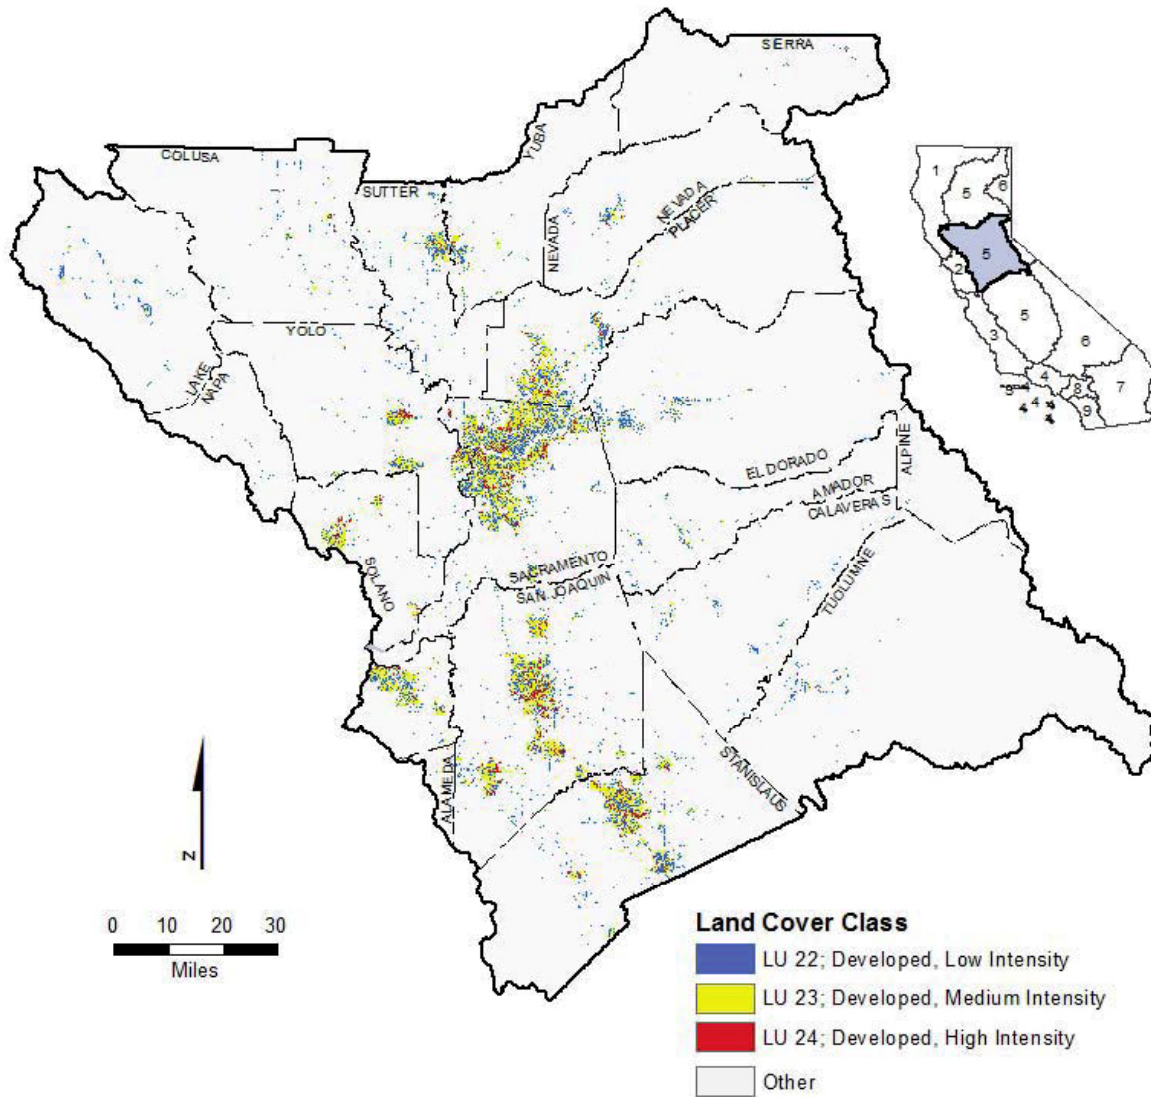 SERRA
YUBA
COLUSA
SUTTER
NEVADA
PLACER
NEVADA
YOLO
LAKE
NAPA
EL DORADO
ALPINE
AMADOR
CALAVERAS
SACRAMENTO
SAN JOAQUIN
SOLANO
TUOLUMNE
STANISLAUS
ALAMEDA
1
5
6
2
5
3
5
6
4
4
8
7
9
4
N
0 10 20 30
Miles
Land Cover Class
LU 22; Developed, Low Intensity
LU 23; Developed, Medium Intensity
LU 24; Developed, High Intensity
Other